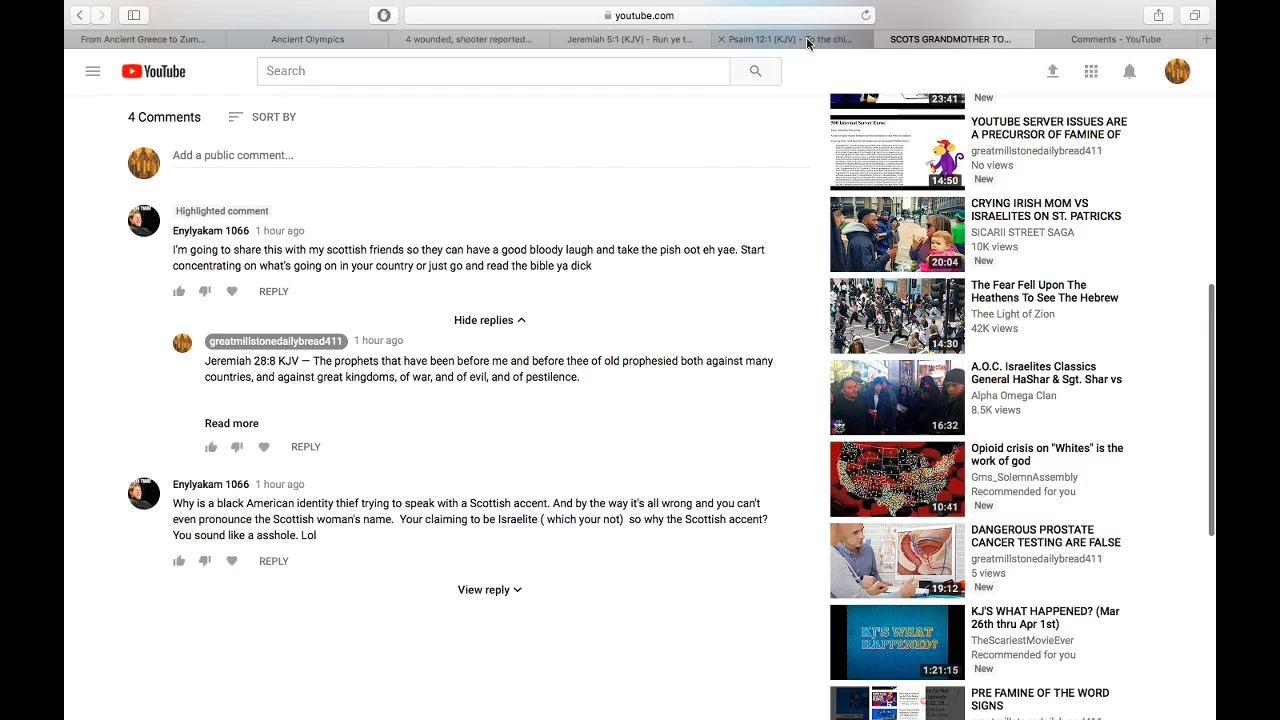 youtube.com
From Ancient Greece to Zum...
Ancient Olympics
4 wounded, shooter reported...
Jeremiah 5:1 (KJV) - Run ye t...
Psalm 12:1 (KJV) - To the chi...
SCOTS GRANDMOTHER TO...
Comments - YouTube
YouTube
Search
4 Comments
SORT BY
Add a public comment...
Highlighted comment
Enylyakam 1066 1 hour ago
I'm going to share this with my scottish friends so they can have a good bloody laugh and take the pish oot eh yae. Start
concentrating on what's going on in your country or just go and read the bible ya dick
REPLY
Hide replies
greatmillstonedailybread411 1 hour ago
Jeremiah 28:8 KJV — The prophets that have been before me and before thee of old prophesied both against many
countries, and against great kingdoms, of war, and of evil, and of pestilence.
Read more
REPLY
Enylyakam 1066 1 hour ago
Why is a black American identity thief trying to speak with a Scottish accent. And by the way it's all wrong and you can't
even pronounce the Scottish woman's name. Your claiming to be Israelite ( which your not) so why the Scottish accent?
You sound like a asshole. Lol
REPLY
View reply
23:41
New
500 Internal Server Error
14:50
YOUTUBE SERVER ISSUES ARE
A PRECURSOR OF FAMINE OF
greatmillstonedailybread411
No views
New
20:04
CRYING IRISH MOM VS
ISRAELITES ON ST. PATRICKS
SICARII STREET SAGA
10K views
New
14:30
The Fear Fell Upon The
Heathens To See The Hebrew
Thee Light of Zion
42K views
16:32
A.O.C. Israelites Classics
General HaShar & Sgt. Shar vs
Alpha Omega Clan
8.5K views
10:41
Opioid crisis on "Whites" is the
work of god
Gms_SolemnAssembly
Recommended for you
New
19:12
DANGEROUS PROSTATE
CANCER TESTING ARE FALSE
greatmillstonedailybread411
5 views
New
KJ'S WHAT
HAPPENED?
1:21:15
KJ'S WHAT HAPPENED? (Mar
26th thru Apr 1st)
TheScariestMovieEver
Recommended for you
New
PRE FAMINE OF THE WORD
SIGNS